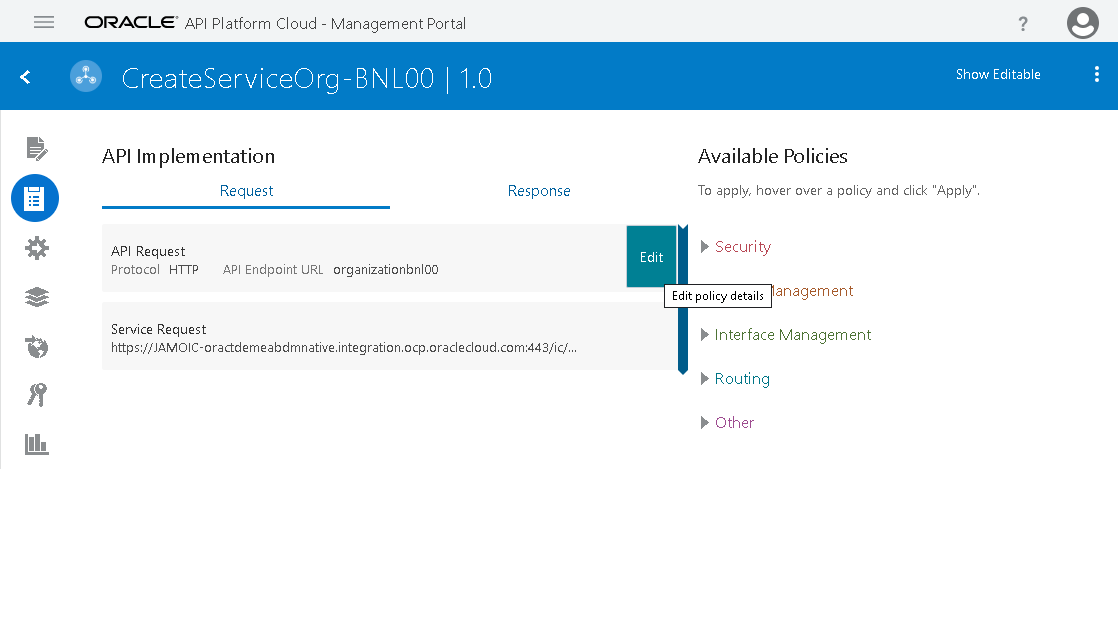 ORACLE® API Platform Cloud - Management Portal
?
CreateServiceOrg-BNL00 | 1.0
Show Editable
API Implementation
Request
Response
API Request
Protocol HTTP API Endpoint URL organizationbnl00
Edit
Edit policy details
Service Request
https://JAMOIC-oractdemeabdmnative.integration.ocp.oraclecloud.com:443/ic/...
Available Policies
To apply, hover over a policy and click "Apply".
Security
anagement
Interface Management
Routing
Other